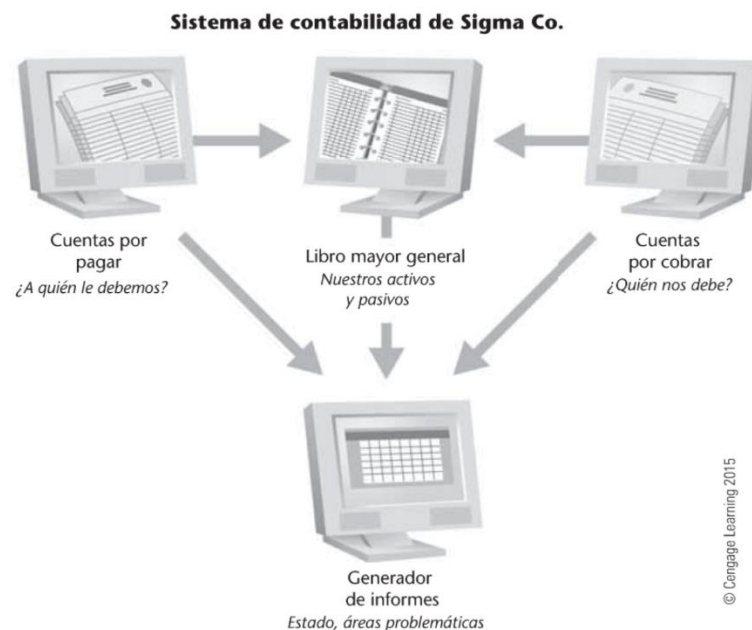 Sistema de contabilidad de Sigma Co.
Cuentas por
pagar
¿A quién le debemos?
Libro mayor general
Nuestros activos
y pasivos
Cuentas
por cobrar
¿Quién nos debe?
Generador
de informes
Estado, áreas problemáticas
© Cengage Learning 2015